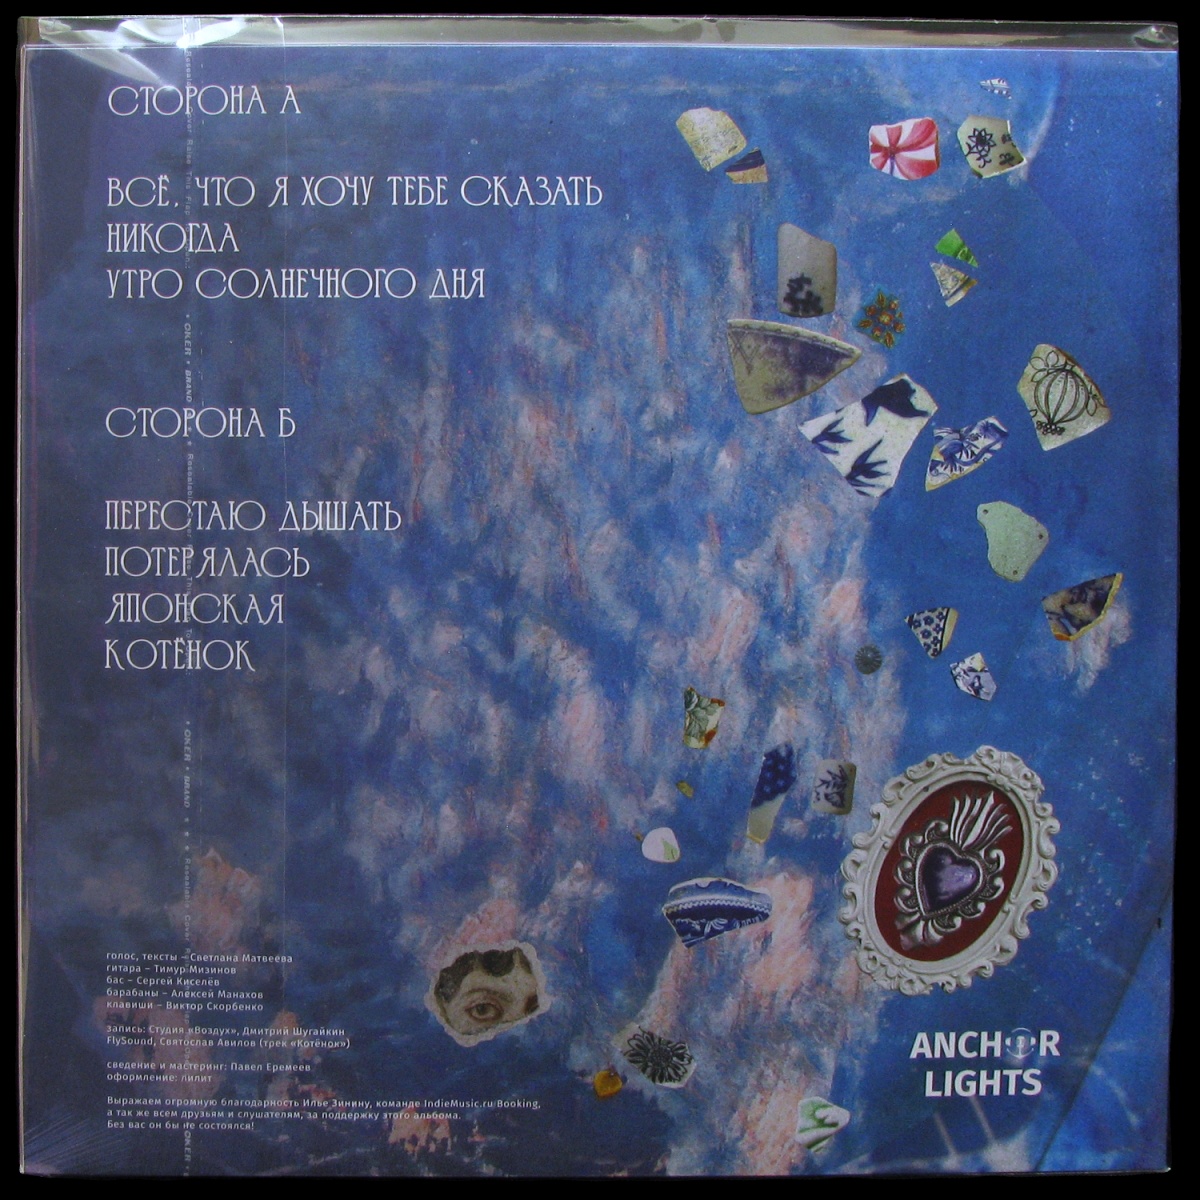 СТОРОНА А
ВСЁ, ЧТО Я ХОЧУ ТЕБЕ СКАЗАТЬ
НИКОГДА
УТРО СОЛНЕЧНОГО ДНЯ
СТОРОНА Б
ПЕРЕСТАЮ ДЫШАТЬ
ПОТЕРЯЛАСЬ
ЯПОНСКАЯ
КОТЁНОК
голос, тексты – Светлана Матвеева
гитара – Тимур Мизинов
бас – Сергей Киселёв
барабаны – Алексей Манахов
клавиши – Виктор Скорбенко
запись: Студия «Воздух», Дмитрий Шугайкин
FlySound, Святослав Авилов (трек «Котёнок»)
сведение и мастеринг: Павел Еремеев
оформление: лилит
Выражаем огромную благодарность Илье Зинину, команде IndieMusic.ru Booking,
а так же всем друзьям и слушателям, за поддержку этого альбома.
Без вас он бы не состоялся!
ANCHOR
LIGHTS